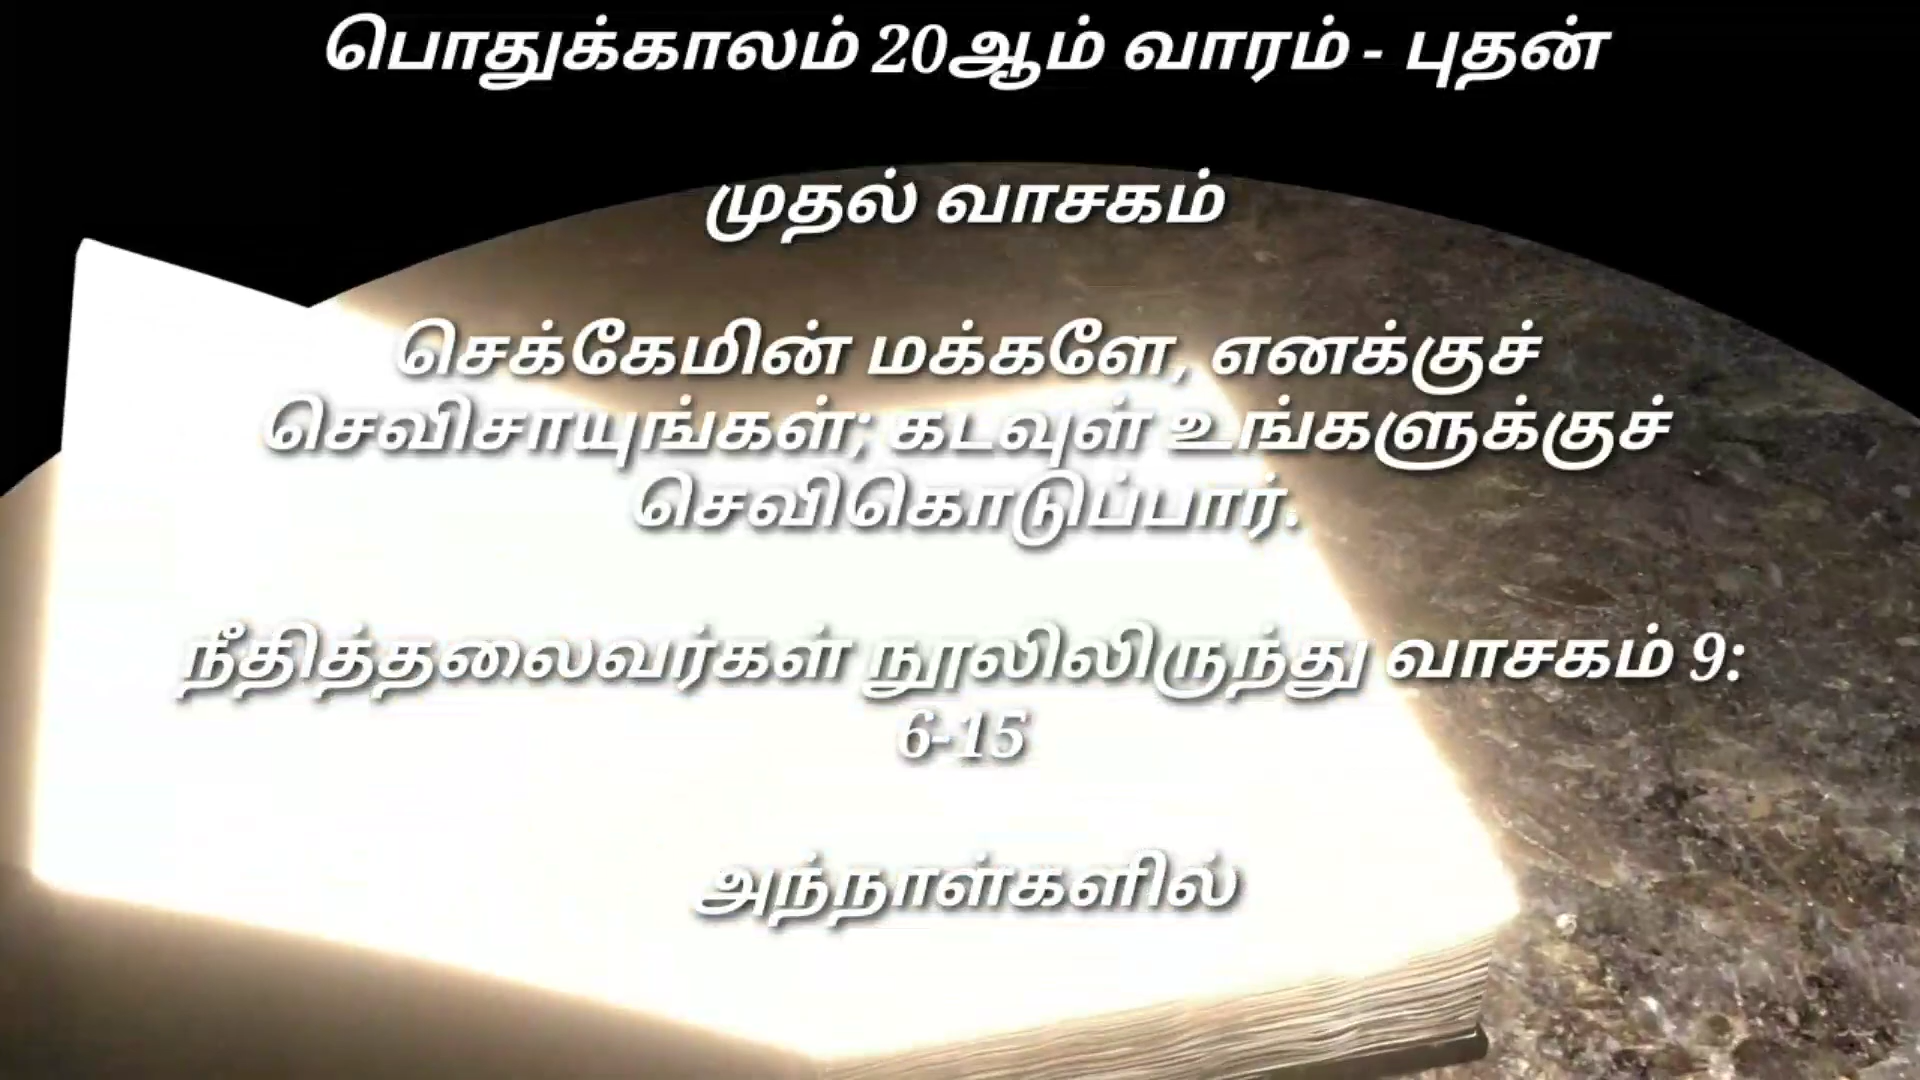 பொதுக்காலம் 20ஆம் வாரம் - புதன்
முதல் வாசகம்
செக்கேமின் மக்களே, எனக்குச்
செவிசாயுங்கள்; கடவுள் உங்களுக்குச்
செவிகொடுப்பார்.
நீதித்தலைவர்கள் நூலிலிருந்து வாசகம் 9:
6-15
அந்நாள்களில்